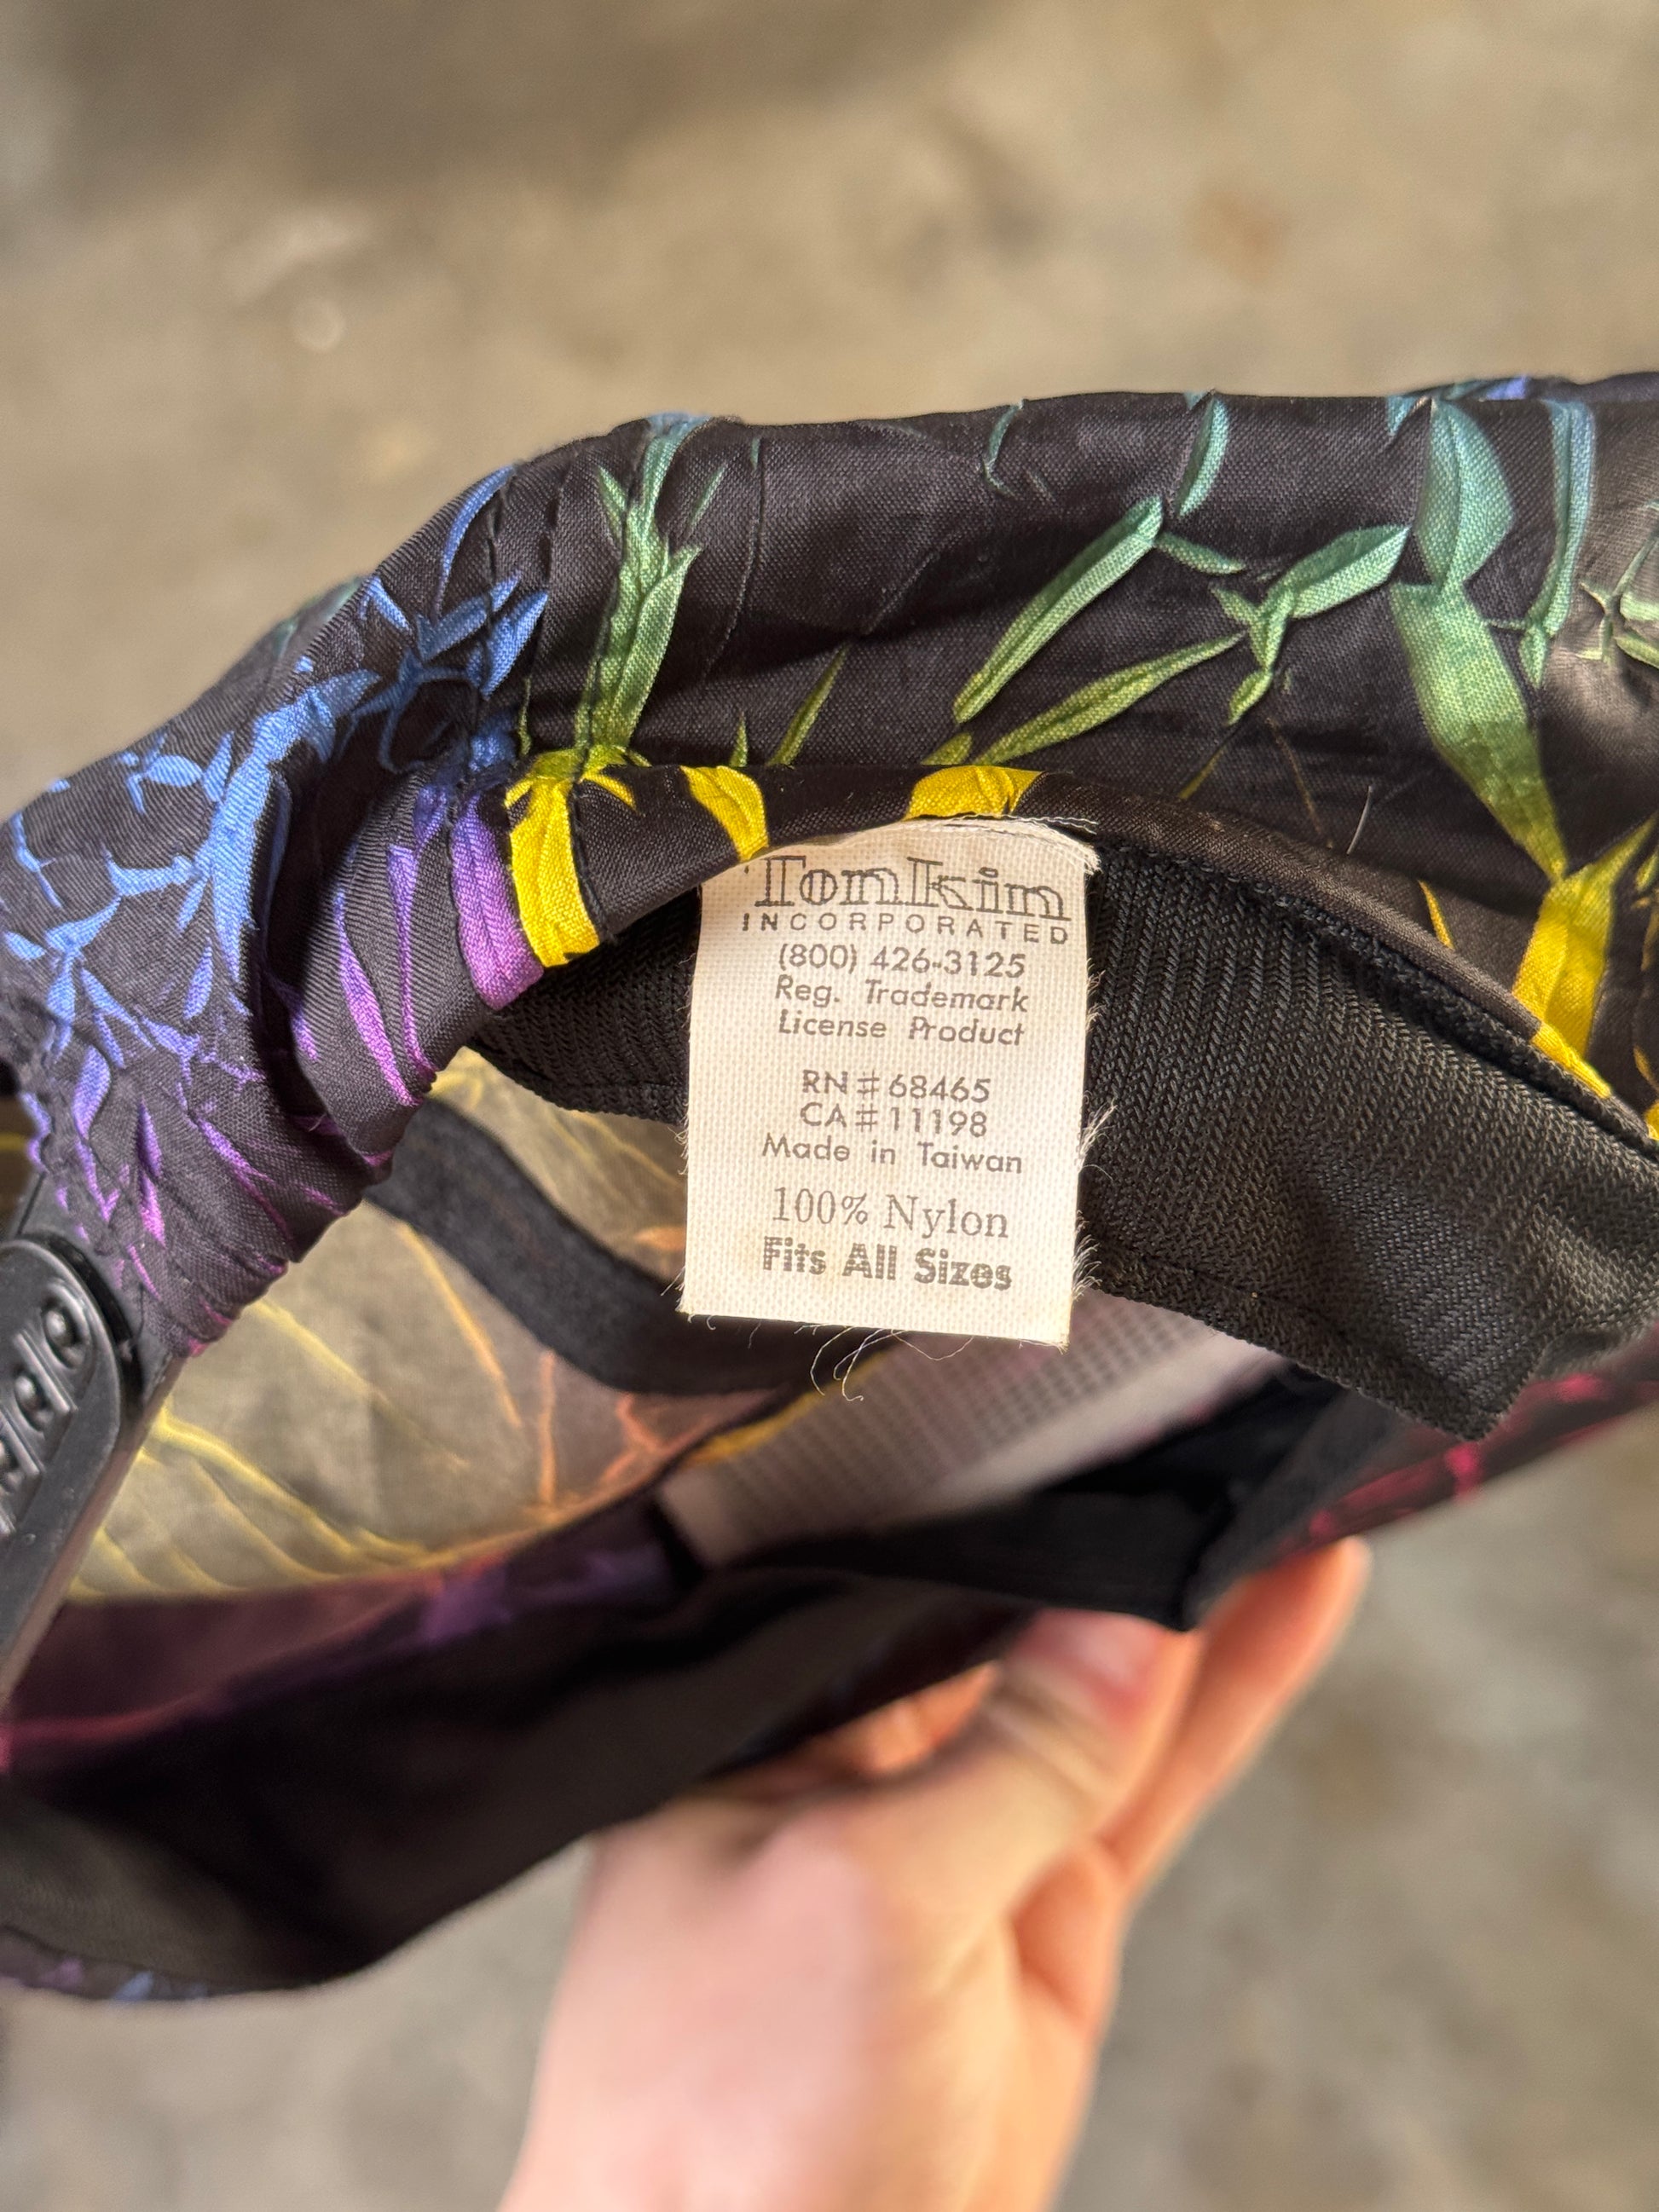 Tonkin
INCORPORATED
(800) 426-3125
Reg. Trademark
License Product
RN#68465
CA#11198
Made in Taiwan
100% Nylon
Fits All Sizes